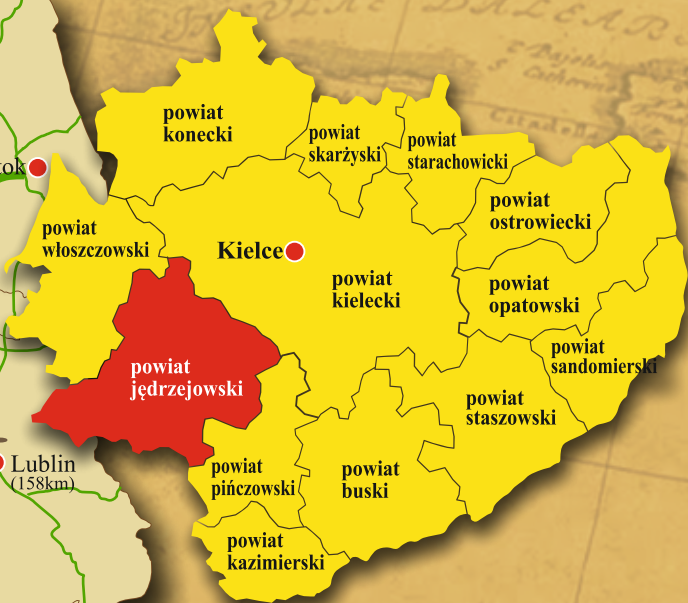 powiat
konecki
powiat
skarżyski
powiat
starachowicki
tok
powiat
ostrowiecki
powiat
włoszczowski
Kielce
powiat
kielecki
powiat
opatowski
powiat
sandomierski
powiat
jędrzejowski
powiat
staszowski
Lublin
(158km)
powiat
pińczowski
powiat
buski
powiat
kazimierski